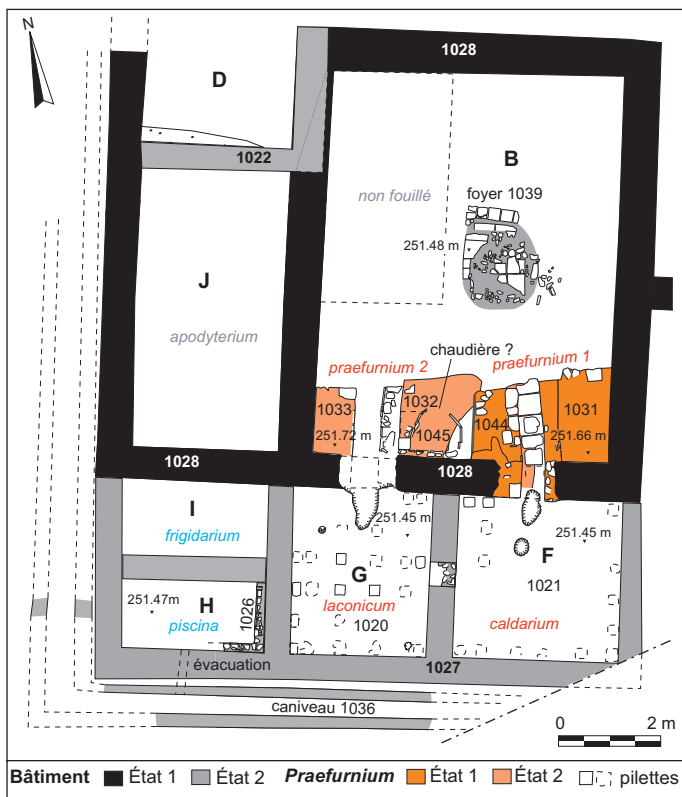 N
1028
D
1022
B
non fouillé
foyer 1039
251.48 m
J
apodyterium
chaudière ?
praefurnium 2
praefurnium 1
1033
1032
1044
1031
251.72 m
1045
251.66 m
1028
1028
I
frigidarium
251.45 m
251.45 m
F
G
1021
251.47m
H
1026
laconicum
piscina
1020
caldarium
évacuation
1027
caniveau 1036
0 2 m
Bâtiment État 1 État 2 Praefurnium État 1 État 2 pilettes